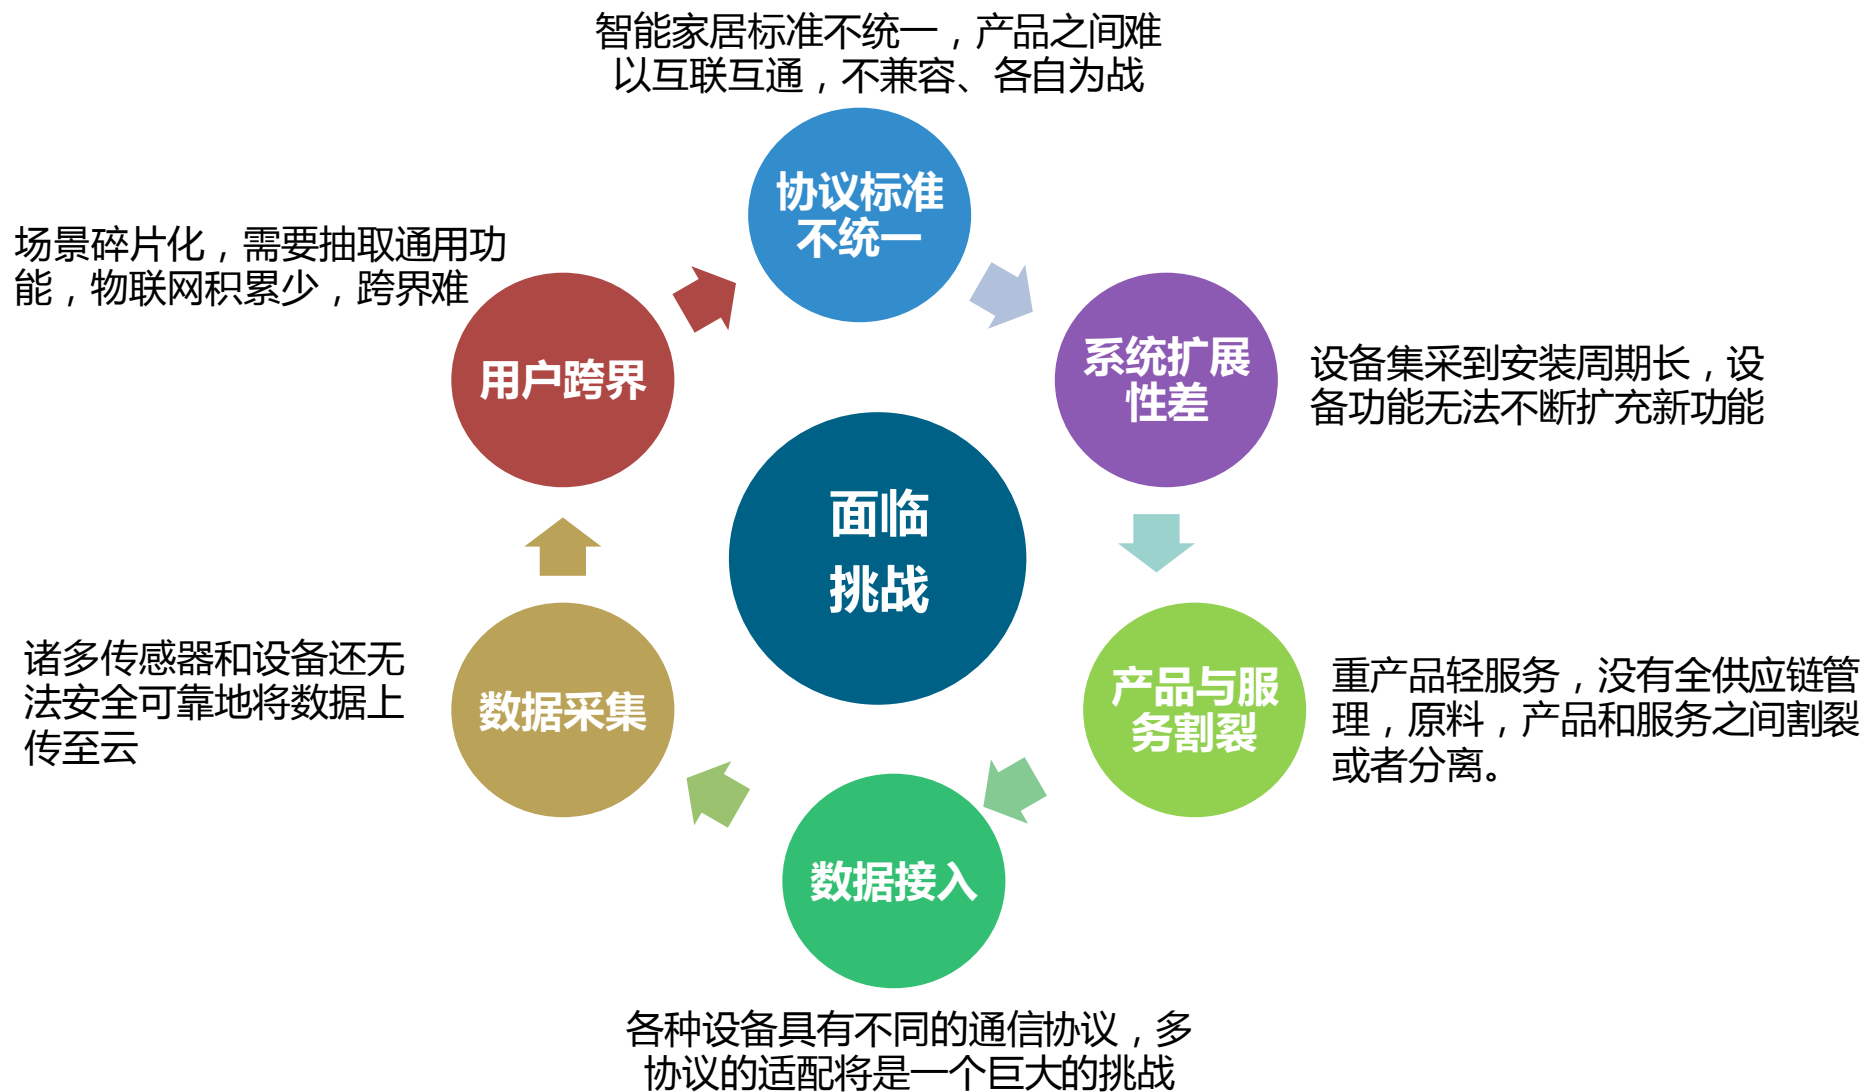 智能家居标准不统一，产品之间难
以互联互通，不兼容、各自为战
协议标准
不统一
场景碎片化，需要抽取通用功
能，物联网积累少，跨界难
用户跨界
系统扩展
性差
设备集采到安装周期长，设
备功能无法不断扩充新功能
面临
挑战
诸多传感器和设备还无
法安全可靠地将数据上
传至云
数据采集
产品与服
务割裂
重产品轻服务，没有全供应链管
理，原料，产品和服务之间割裂
或者分离。
数据接入
各种设备具有不同的通信协议，多
协议的适配将是一个巨大的挑战